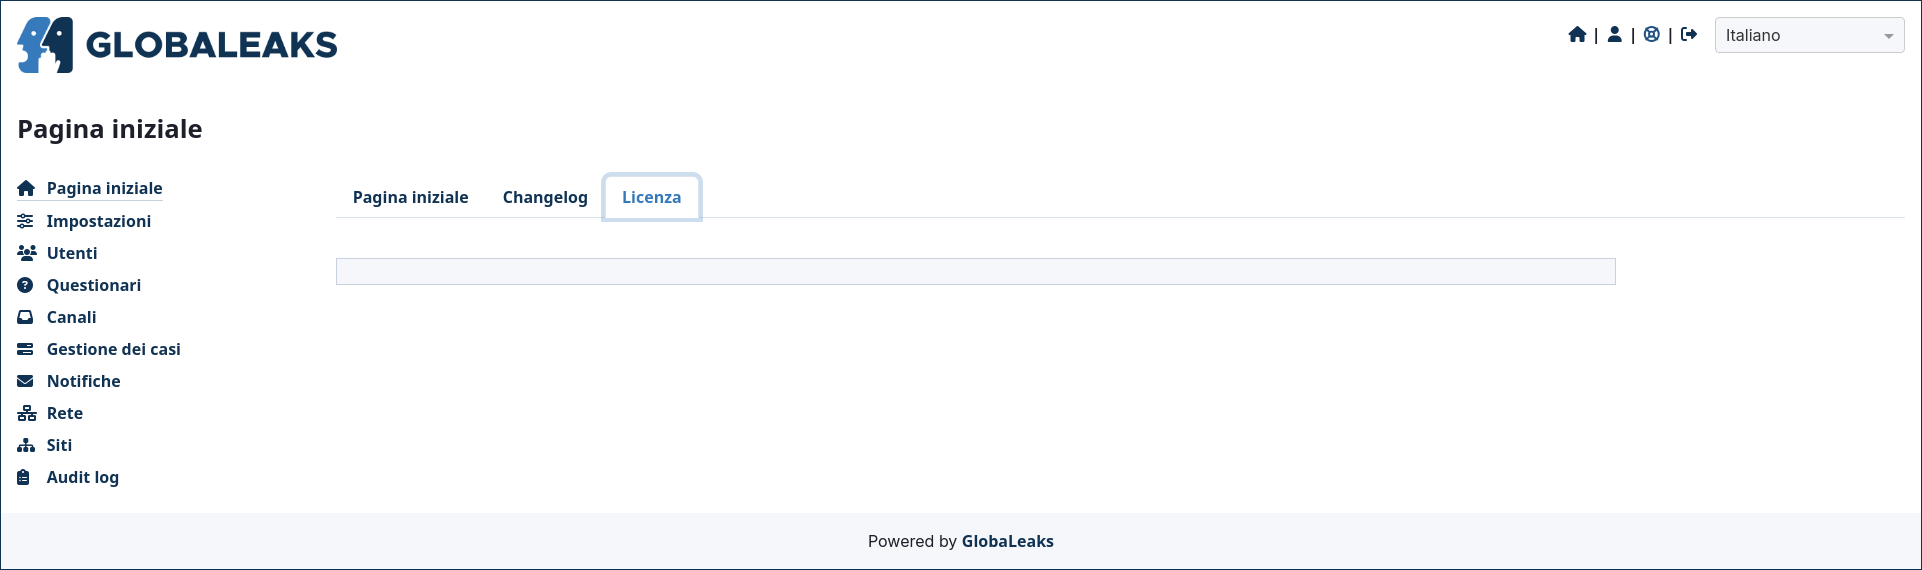 GLOBALEAKS
| | |
Italiano
Pagina iniziale
Pagina iniziale
Impostazioni
Utenti
Questionari
Canali
Gestione dei casi
Notifiche
Rete
Siti
Audit log
Pagina iniziale Changelog Licenza
Powered by GlobaLeaks